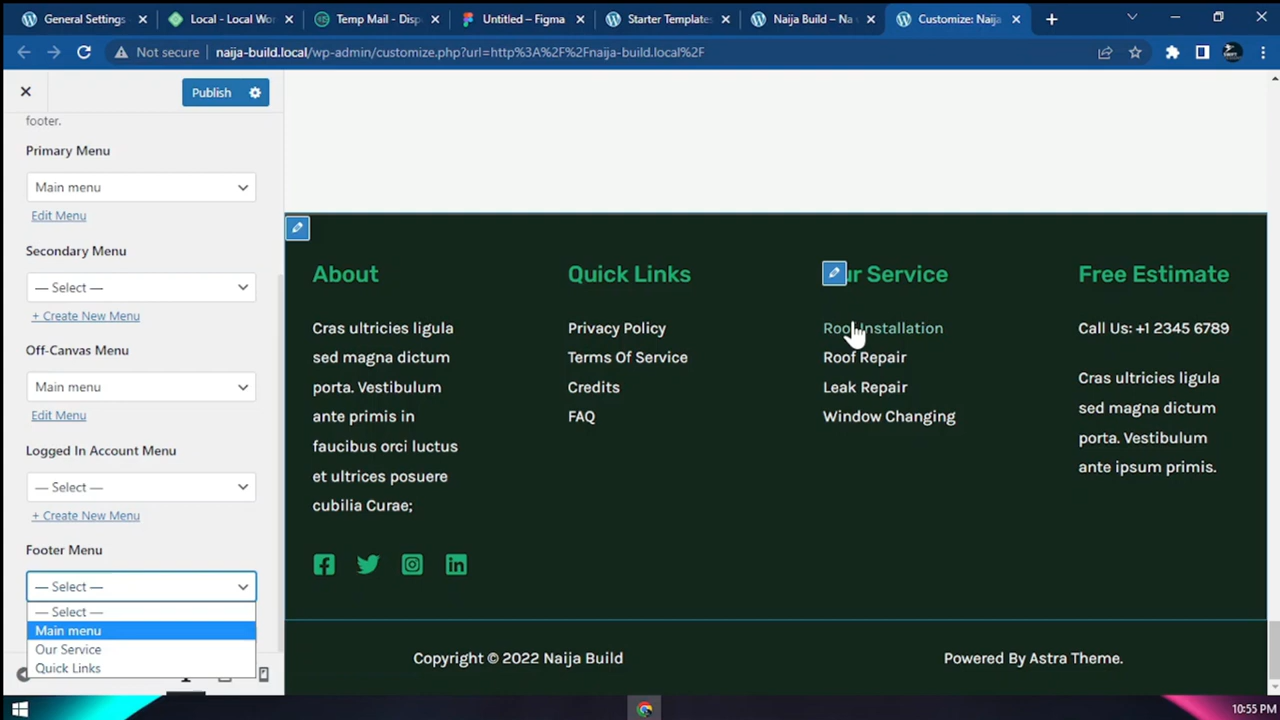 General Settings
Local - Local Wo
Temp Mail - Disp
Untitled – Figma
Starter Templates
Naija Build – Na
Customize: Naija
Not secure
naija-build.local/wp-admin/customize.php?url=http%3A%2F%2Fnaija-build.local%2F
Publish
footer.
Primary Menu
Main menu
Edit Menu
Secondary Menu
— Select —
+ Create New Menu
Off-Canvas Menu
Main menu
Edit Menu
Logged In Account Menu
— Select —
+ Create New Menu
Footer Menu
— Select —
— Select —
Main menu
Our Service
Quick Links
About
Cras ultricies ligula
sed magna dictum
porta. Vestibulum
ante primis in
faucibus orci luctus
et ultrices posuere
cubilia Curae;
Quick Links
Privacy Policy
Terms Of Service
Credits
FAQ
ur Service
Roof Installation
Roof Repair
Leak Repair
Window Changing
Free Estimate
Call Us: +1 2345 6789
Cras ultricies ligula
sed magna dictum
porta. Vestibulum
ante ipsum primis.
Copyright © 2022 Naija Build
Powered By Astra Theme.
10:55 PM